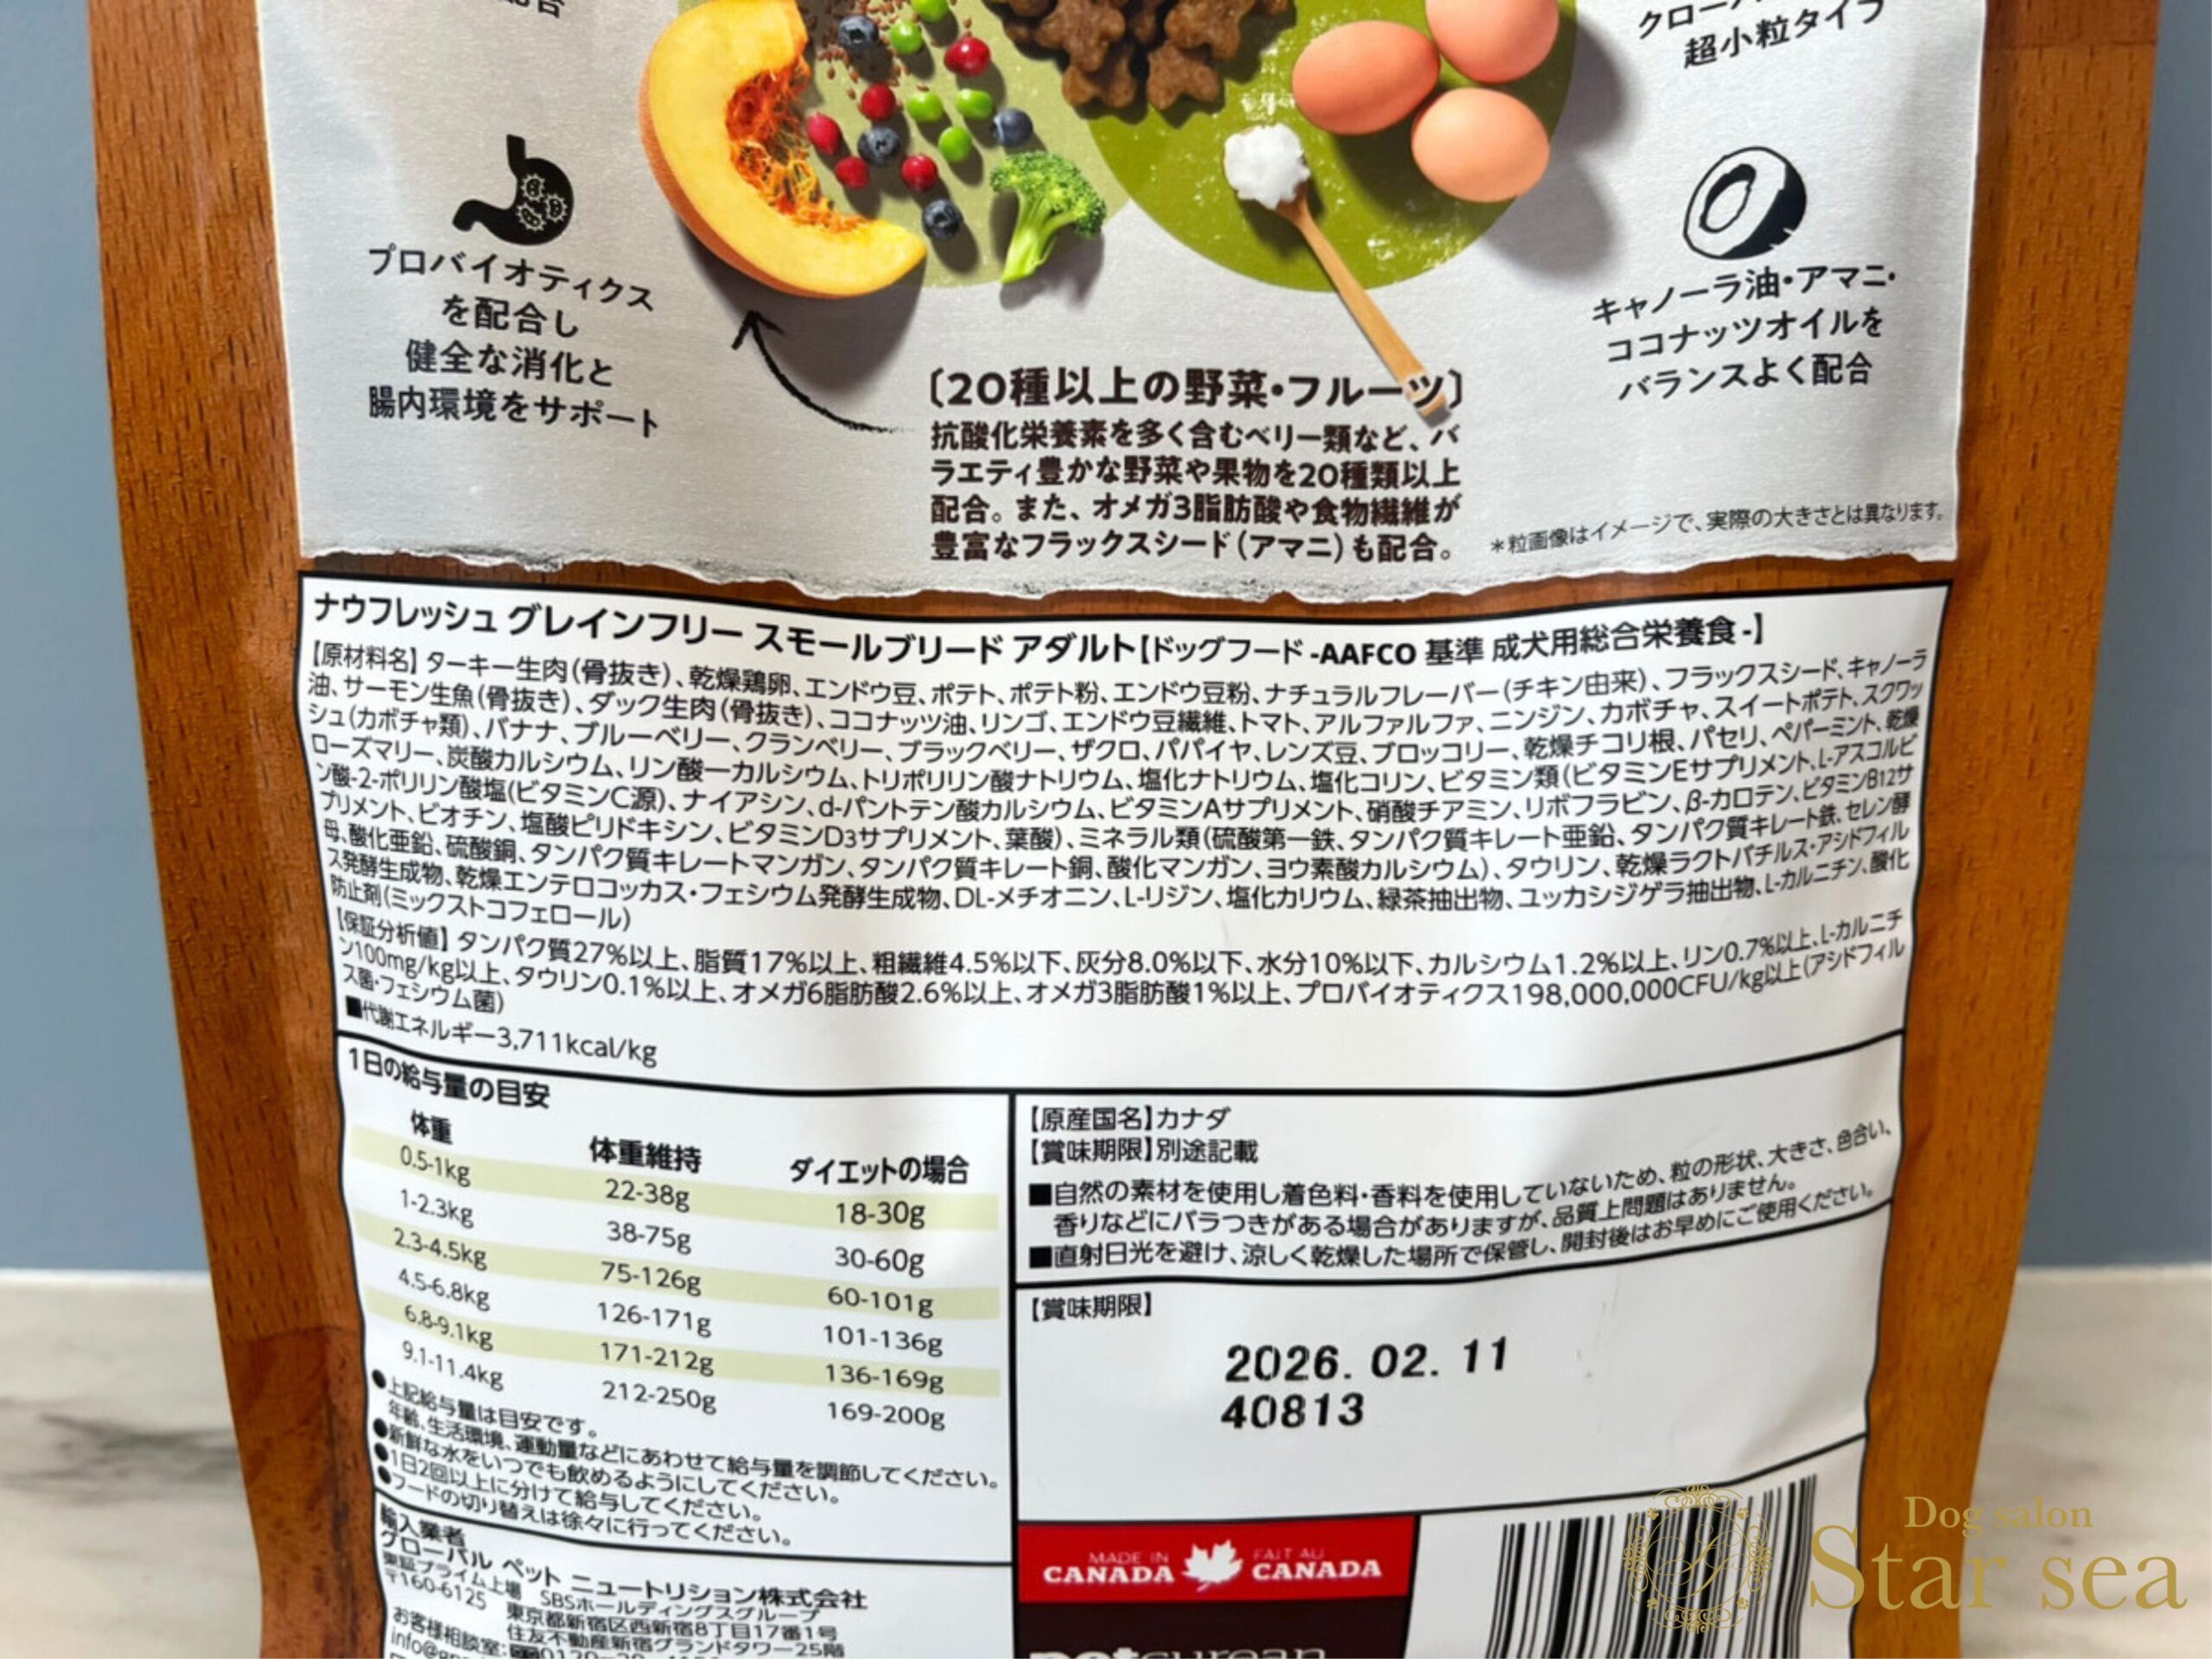 配合
クローバー
超小粒タイプ
プロバイオティクス
を配合し
健全な消化と
腸内環境をサポート
キャノーラ油・アマニ・
ココナッツオイルを
バランスよく配合
〔20種以上の野菜・フルーツ〕
抗酸化栄養素を多く含むベリー類など、バ
ラエティ豊かな野菜や果物を20種類以上
配合。また、オメガ3脂肪酸や食物繊維が
豊富なフラックスシード(アマニ)も配合。
*粒画像はイメージで、実際の大きさとは異なります。
ナウフレッシュ グレインフリー スモールブリード アダルト【ドッグフード -AAFCO 基準 成犬用総合栄養食 -】
【原材料名】ターキー生肉(骨抜き)、乾燥鶏卵、エンドウ豆、ポテト、ポテト粉、エンドウ豆粉、ナチュラルフレーバー(チキン由来)、フラックスシード、キャノーラ
油、サーモン生魚(骨抜き)、ダック生肉(骨抜き)、ココナッツ油、リンゴ、エンドウ豆繊維、トマト、アルファルファ、ニンジン、カボチャ、スイートポテト、スクワッ
シュ(カボチャ類)、バナナ、ブルーベリー、クランベリー、ブラックベリー、ザクロ、パパイヤ、レンズ豆、ブロッコリー、乾燥チコリ根、パセリ、ペパーミント、乾燥
ローズマリー、炭酸カルシウム、リン酸一カルシウム、トリポリリン酸ナトリウム、塩化ナトリウム、塩化コリン、ビタミン類(ビタミンEサプリメント、L-アスコルビ
ン酸-2-ポリリン酸塩(ビタミンC源)、ナイアシン、d-パントテン酸カルシウム、ビタミンAサプリメント、硝酸チアミン、リボフラビン、β-カロテン、ビタミンB12サ
プリメント、ビオチン、塩酸ピリドキシン、ビタミンD3サプリメント、葉酸)、ミネラル類(硫酸第一鉄、タンパク質キレート亜鉛、タンパク質キレート鉄、セレン酵
母、酸化亜鉛、硫酸銅、タンパク質キレートマンガン、タンパク質キレート銅、酸化マンガン、ヨウ素酸カルシウム)、タウリン、乾燥ラクトバチルス・アシドフィル
ス発酵生成物、乾燥エンテロコッカス・フェシウム発酵生成物、DL-メチオニン、L-リジン、塩化カリウム、緑茶抽出物、ユッカシジゲラ抽出物、L-カルニチン、酸化
防止剤(ミックストコフェロール)
【保証分析値】タンパク質27%以上、脂質17%以上、粗繊維4.5%以下、灰分8.0%以下、水分10%以下、カルシウム1.2%以上、リン0.7%以上、L-カルニチ
ン100mg/kg以上、タウリン0.1%以上、オメガ6脂肪酸2.6%以上、オメガ3脂肪酸1%以上、プロバイオティクス198,000,000CFU/kg以上(アシドフィル
ス菌・フェシウム菌)
■代謝エネルギー3,711kcal/kg
1日の給与量の目安
体重 体重維持 ダイエットの場合
0.5-1kg 22-38g 18-30g
1-2.3kg 38-75g 30-60g
2.3-4.5kg 75-126g 60-101g
4.5-6.8kg 126-171g 101-136g
6.8-9.1kg 171-212g 136-169g
9.1-11.4kg 212-250g 169-200g
●上記給与量は目安です。
年齢、生活環境、運動量などにあわせて給与量を調節してください。
●新鮮な水をいつでも飲めるようにしてください。
●1日2回以上に分けて給与してください。
●フードの切り替えは徐々に行ってください。
輸入業者
グローバル ペット ニュートリション株式会社
東証プライム上場 SBSホールディングスグループ
〒160-6125 東京都新宿区西新宿8丁目17番1号
住友不動産新宿グランドタワー25階
お客様相談室:
【原産国名】カナダ
【賞味期限】別途記載
■自然の素材を使用し着色料・香料を使用していないため、粒の形状、大きさ、色合い、
香りなどにバラつきがある場合がありますが、品質上問題はありません。
■直射日光を避け、涼しく乾燥した場所で保管し、開封後はお早めにご使用ください。
【賞味期限】
2026. 02. 11
40813
MADE IN CANADA
FAIT AU CANADA
Dog salon
Star sea